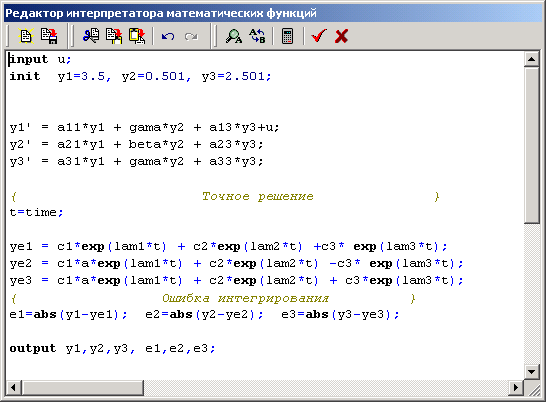 Редактор интерпретатора математических функций
input u;
init  y1=3.5, y2=0.501, y3=2.501;
y1' = a11*y1 + gama*y2 + a13*y3+u;
y2' = a21*y1 + beta*y2 + a23*y3;
y3' = a31*y1 + gama*y2 + a33*y3;
{ Точное решение }
t=time;
ye1 = c1*exp(lam1*t) + c2*exp(lam2*t) +c3* exp(lam3*t);
ye2 = c1*a*exp(lam1*t) + c2*exp(lam2*t) -c3* exp(lam3*t);
ye3 = c1*a*exp(lam1*t) + c2*exp(lam2*t) + c3*exp(lam3*t);
{ Ошибка интегрирования }
e1=abs(y1-ye1);  e2=abs(y2-ye2);  e3=abs(y3-ye3);
output y1,y2,y3, e1,e2,e3;